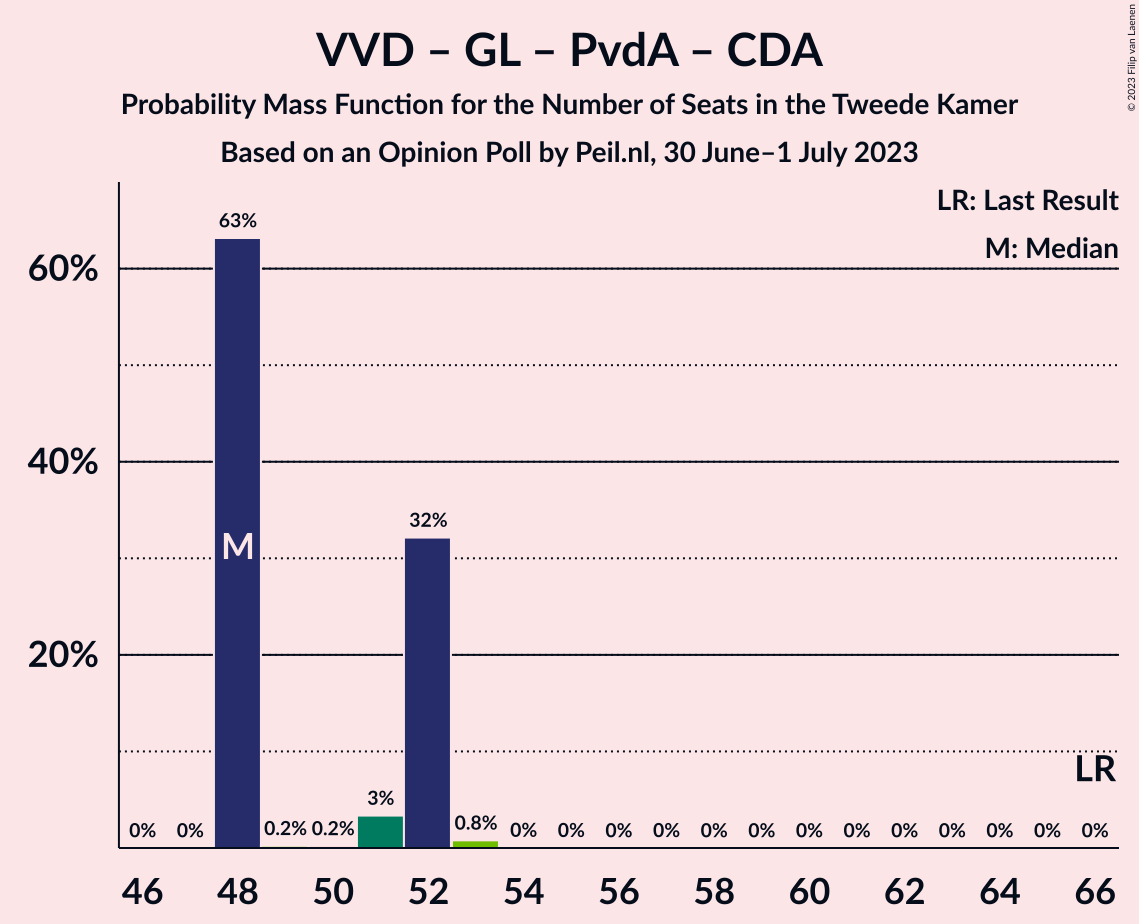 VVD – GL – PvdA – CDA
Probability Mass Function for the Number of Seats in the Tweede Kamer
Based on an Opinion Poll by Peil.nl, 30 June–1 July 2023
© 2023 Filip van Laenen
LR: Last Result
M: Median
60%
40%
20%
63%
M
32%
LR
0% 0% 0.2% 0.2% 3% 0.8% 0% 0% 0% 0% 0% 0% 0% 0% 0% 0% 0% 0% 0%
46 48 50 52 54 56 58 60 62 64 66